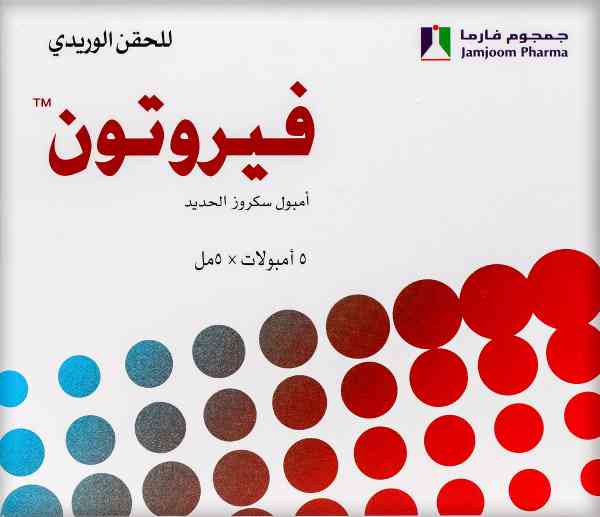 جمجوم فارما
Jamjoom Pharma
للحقن الوريدي
فيروتون™
أمبول سكروز الحديد
٥ أمبولات × ٥مل